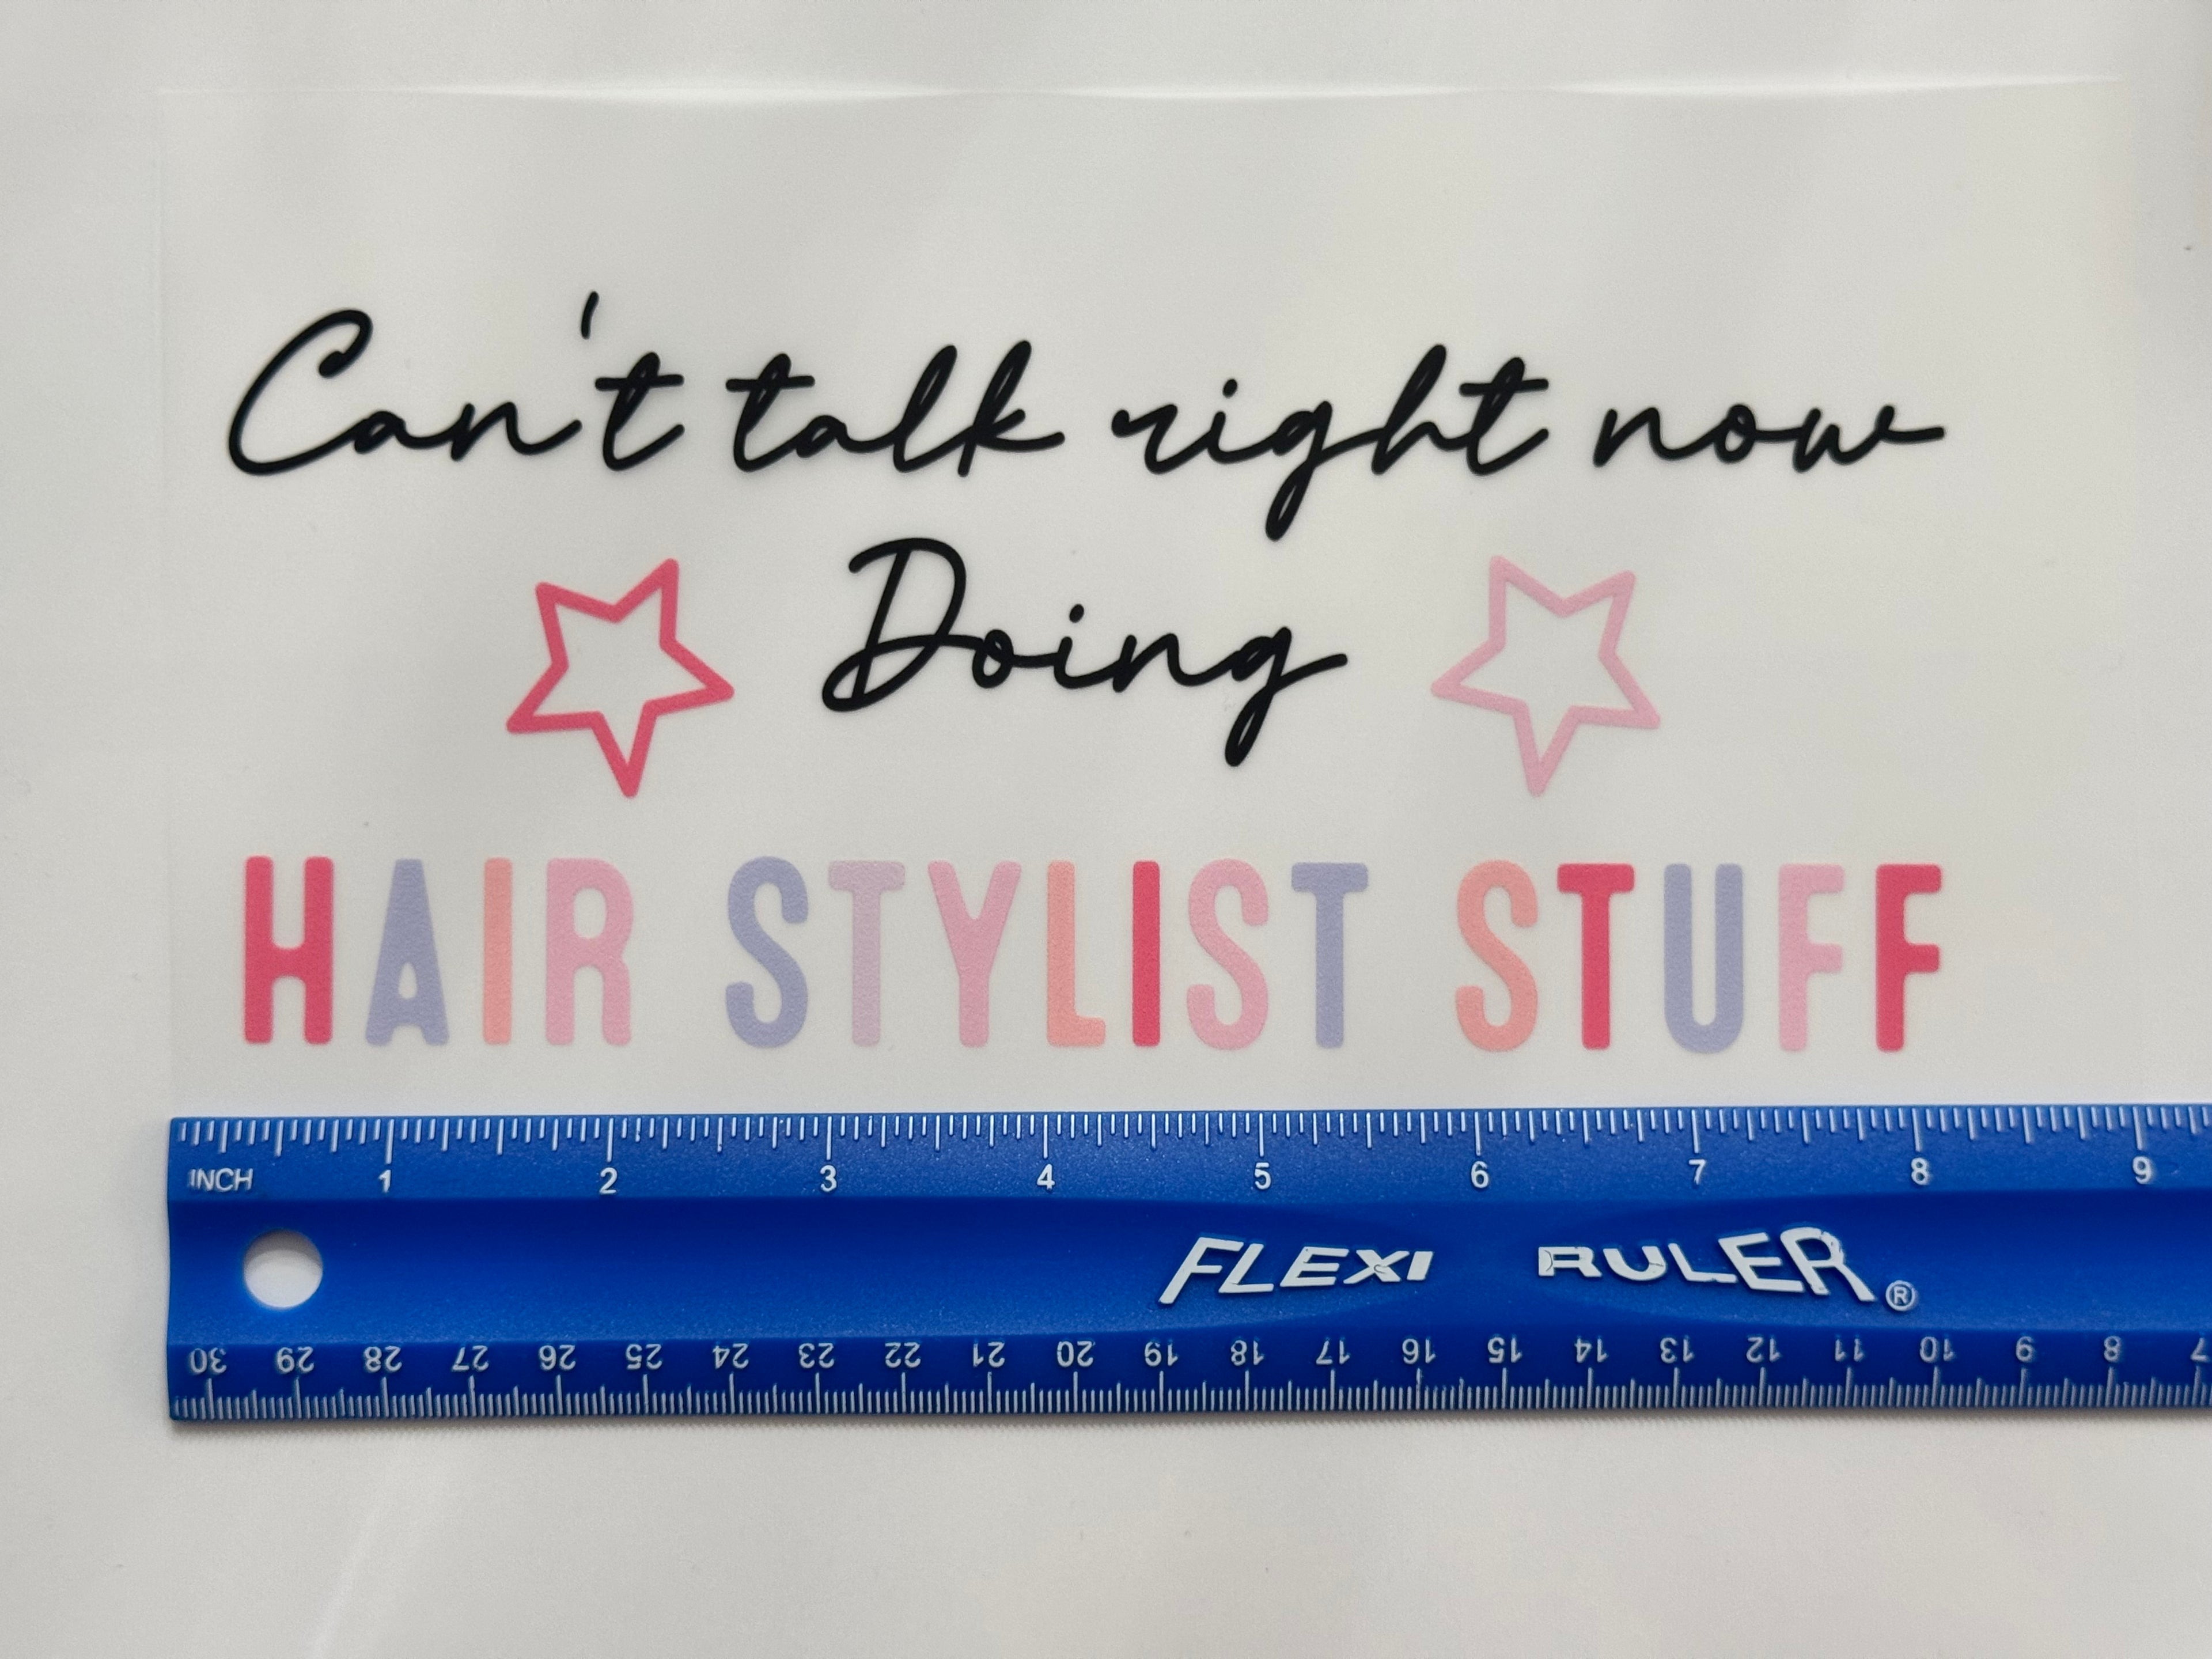 Can't talk right now
Doing
HAIR STYLIST STUFF
INCH 1 2 3 4 5 6 7 8 9
FLEXI RULER ®
30 29 28 27 26 25 24 23 22 21 20 19 18 17 16 15 14 13 12 11 10 9 8 7